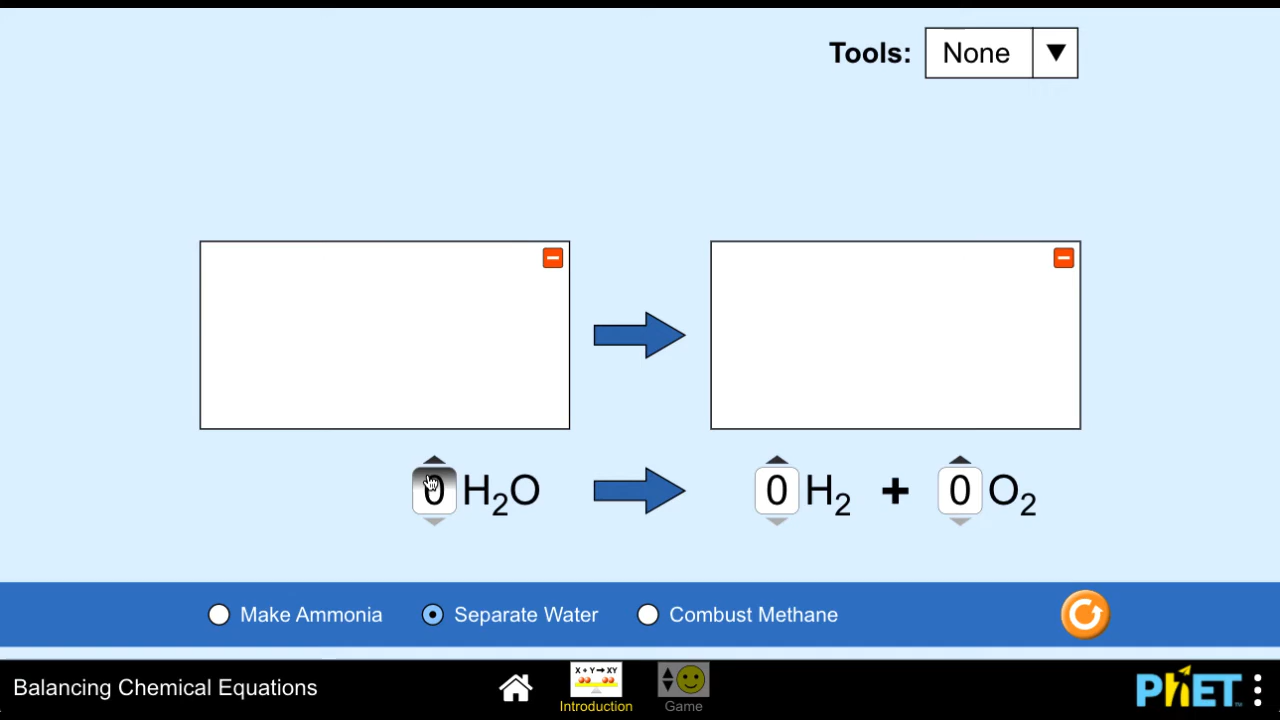 Tools: None
0 H₂O 0 H₂ + 0 O₂
Make Ammonia Separate Water Combust Methane
X + Y → XY
Balancing Chemical Equations Introduction Game PhET